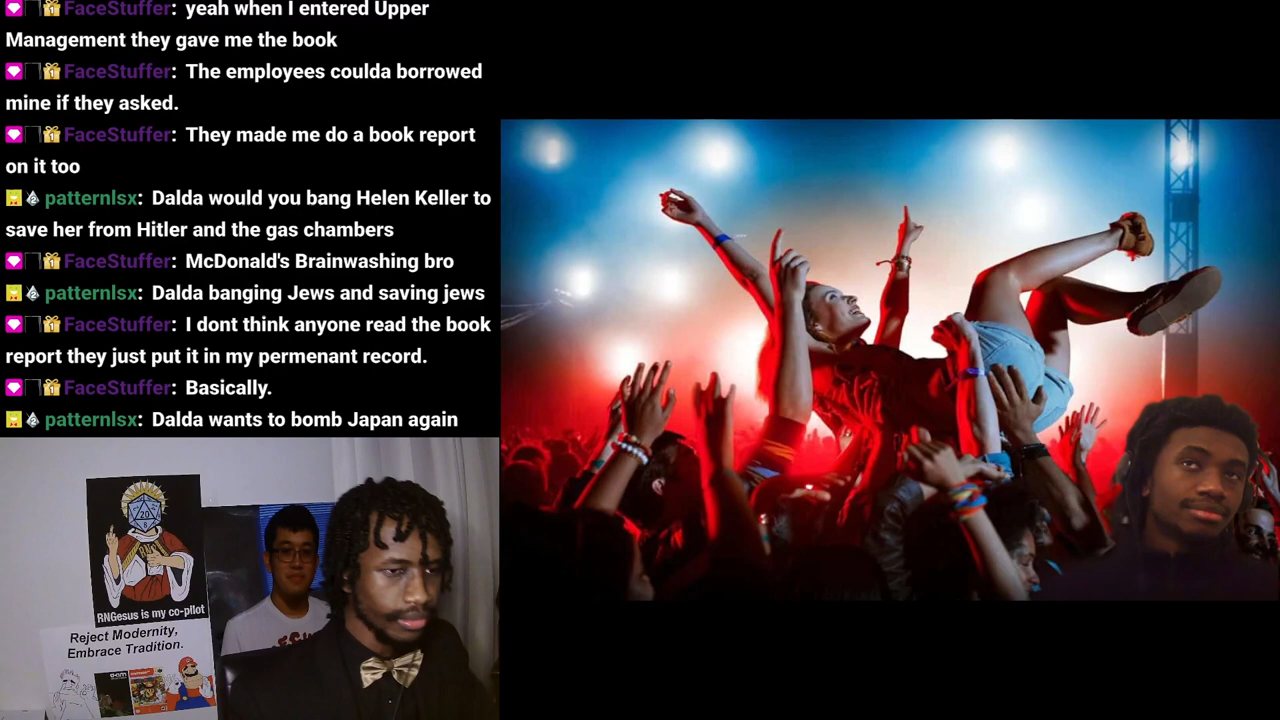 FaceStuffer: yeah when I entered Upper
Management they gave me the book
FaceStuffer: The employees coulda borrowed
mine if they asked.
FaceStuffer: They made me do a book report
on it too
patternlsx: Dalda would you bang Helen Keller to
save her from Hitler and the gas chambers
FaceStuffer: McDonald's Brainwashing bro
patternlsx: Dalda banging Jews and saving jews
FaceStuffer: I dont think anyone read the book
report they just put it in my permenant record.
FaceStuffer: Basically.
patternlsx: Dalda wants to bomb Japan again
20
8
RNGesus is my co-pilot
Reject Modernity,
Embrace Tradition.